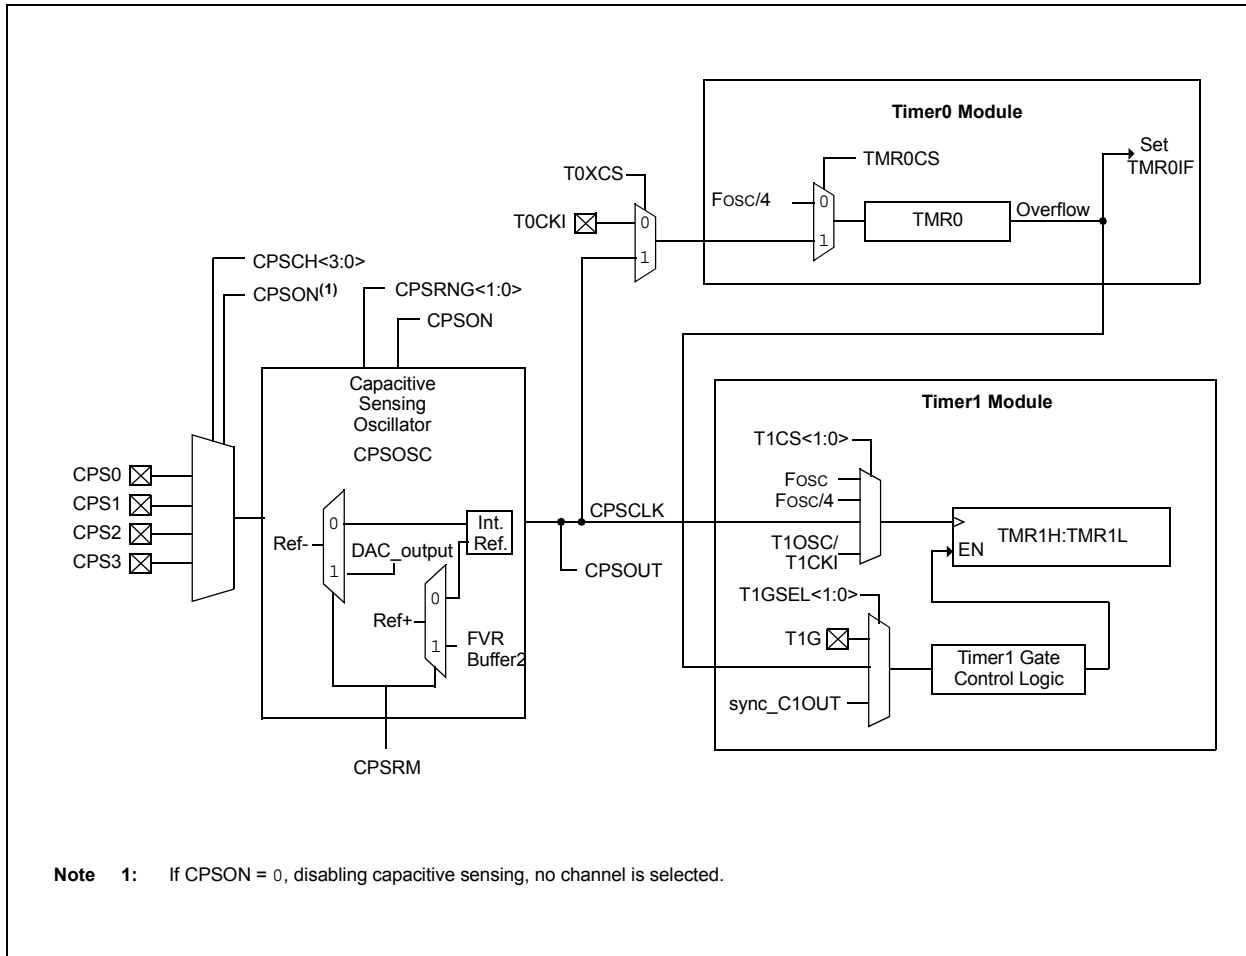 Timer0 Module
Set
TMR0IF
TMR0CS
T0XCS
FOSC/4
0
1
TMR0
Overflow
T0CKI
0
1
CPSCH<3:0>
CPSON(1)
CPSRNG<1:0>
CPSON
Capacitive
Sensing
Oscillator
CPSOSC
CPS0
CPS1
CPS2
CPS3
0
1
Ref-
DAC_output
Int.
Ref.
0
1
Ref+
FVR
Buffer2
CPSRM
CPSCLK
CPSOUT
Timer1 Module
T1CS<1:0>
FOSC
FOSC/4
T1OSC/
T1CKI
EN
TMR1H:TMR1L
T1GSEL<1:0>
T1G
sync_C1OUT
Timer1 Gate
Control Logic
Note 1: If CPSON = 0, disabling capacitive sensing, no channel is selected.